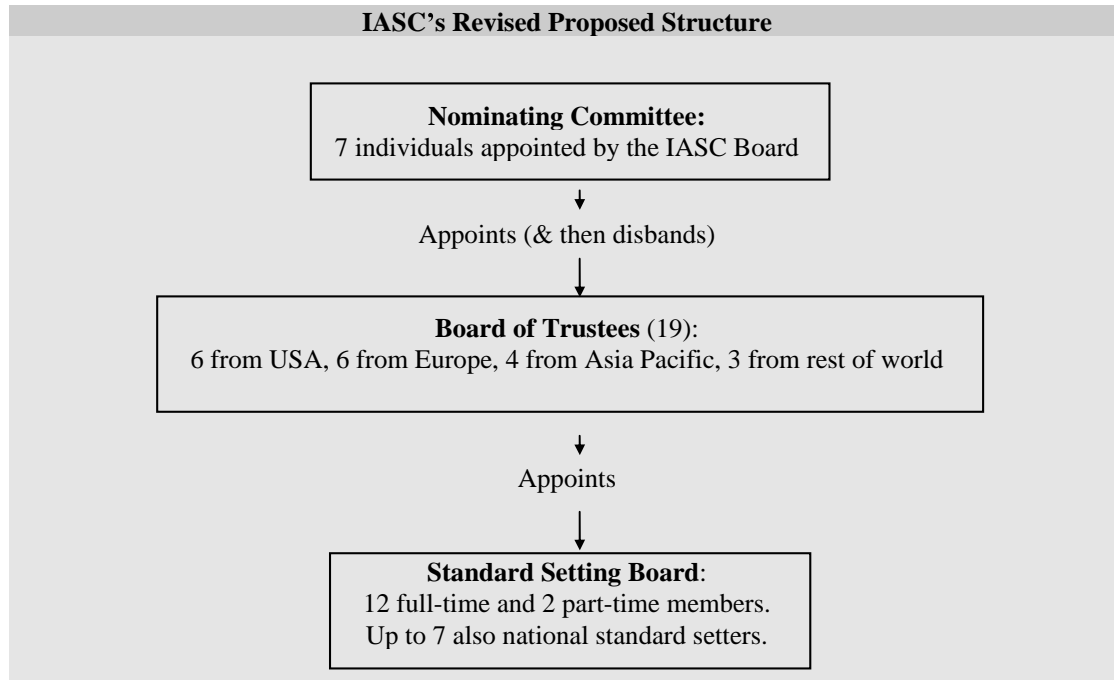 IASC's Revised Proposed Structure
Nominating Committee:
7 individuals appointed by the IASC Board
Appoints (& then disbands)
Board of Trustees (19):
6 from USA, 6 from Europe, 4 from Asia Pacific, 3 from rest of world
Appoints
Standard Setting Board:
12 full-time and 2 part-time members.
Up to 7 also national standard setters.